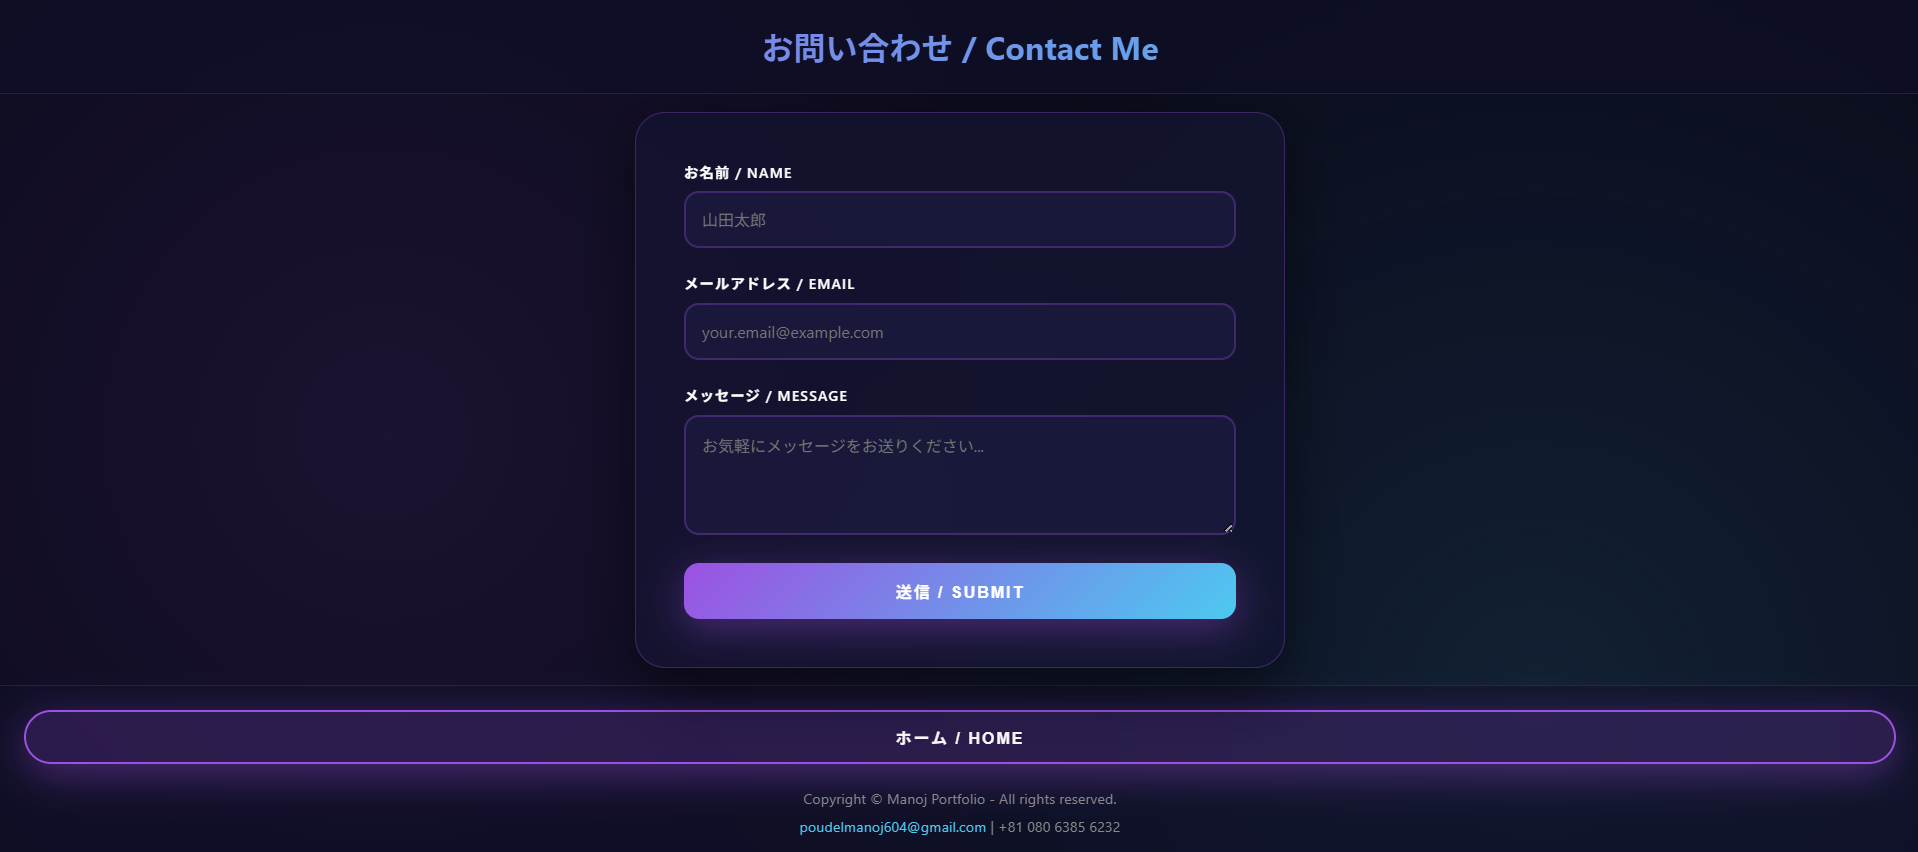 お問い合わせ / Contact Me
お名前 / NAME
山田太郎
メールアドレス / EMAIL
your.email@example.com
メッセージ / MESSAGE
お気軽にメッセージをお送りください...
送信 / SUBMIT
ホーム / HOME
Copyright © Manoj Portfolio - All rights reserved.
poudelmanoj604@gmail.com | +81 080 6385 6232